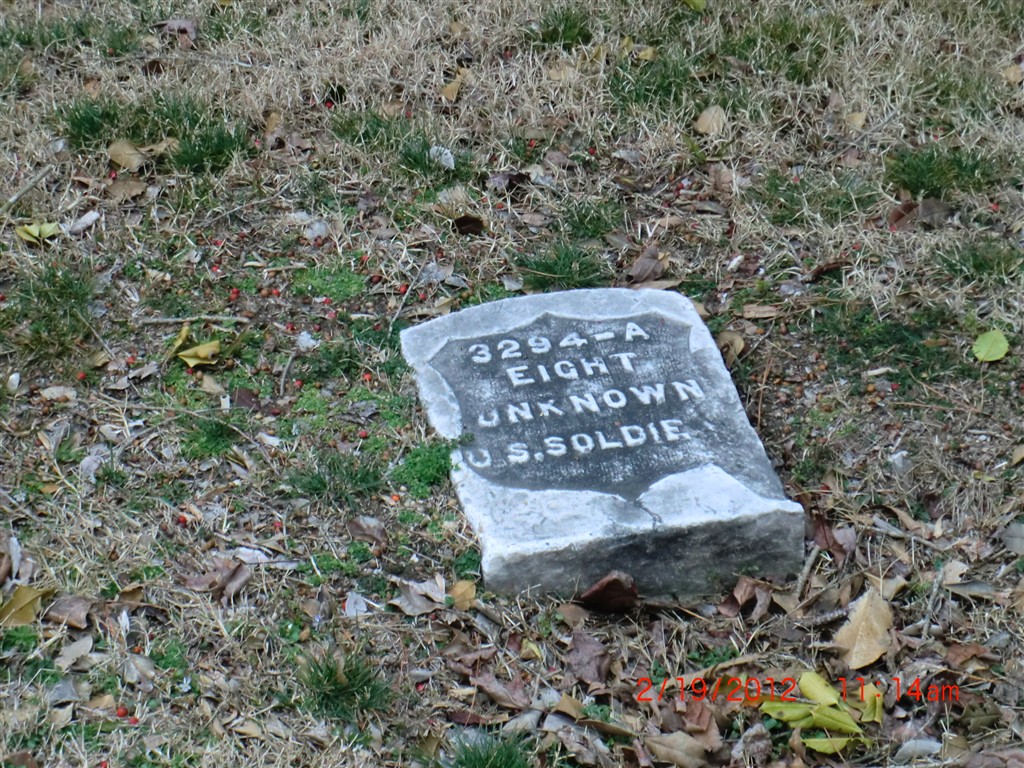 3294-A
EIGHT
UNKNOWN
U.S. SOLDIE
2/19/2012 11:14am